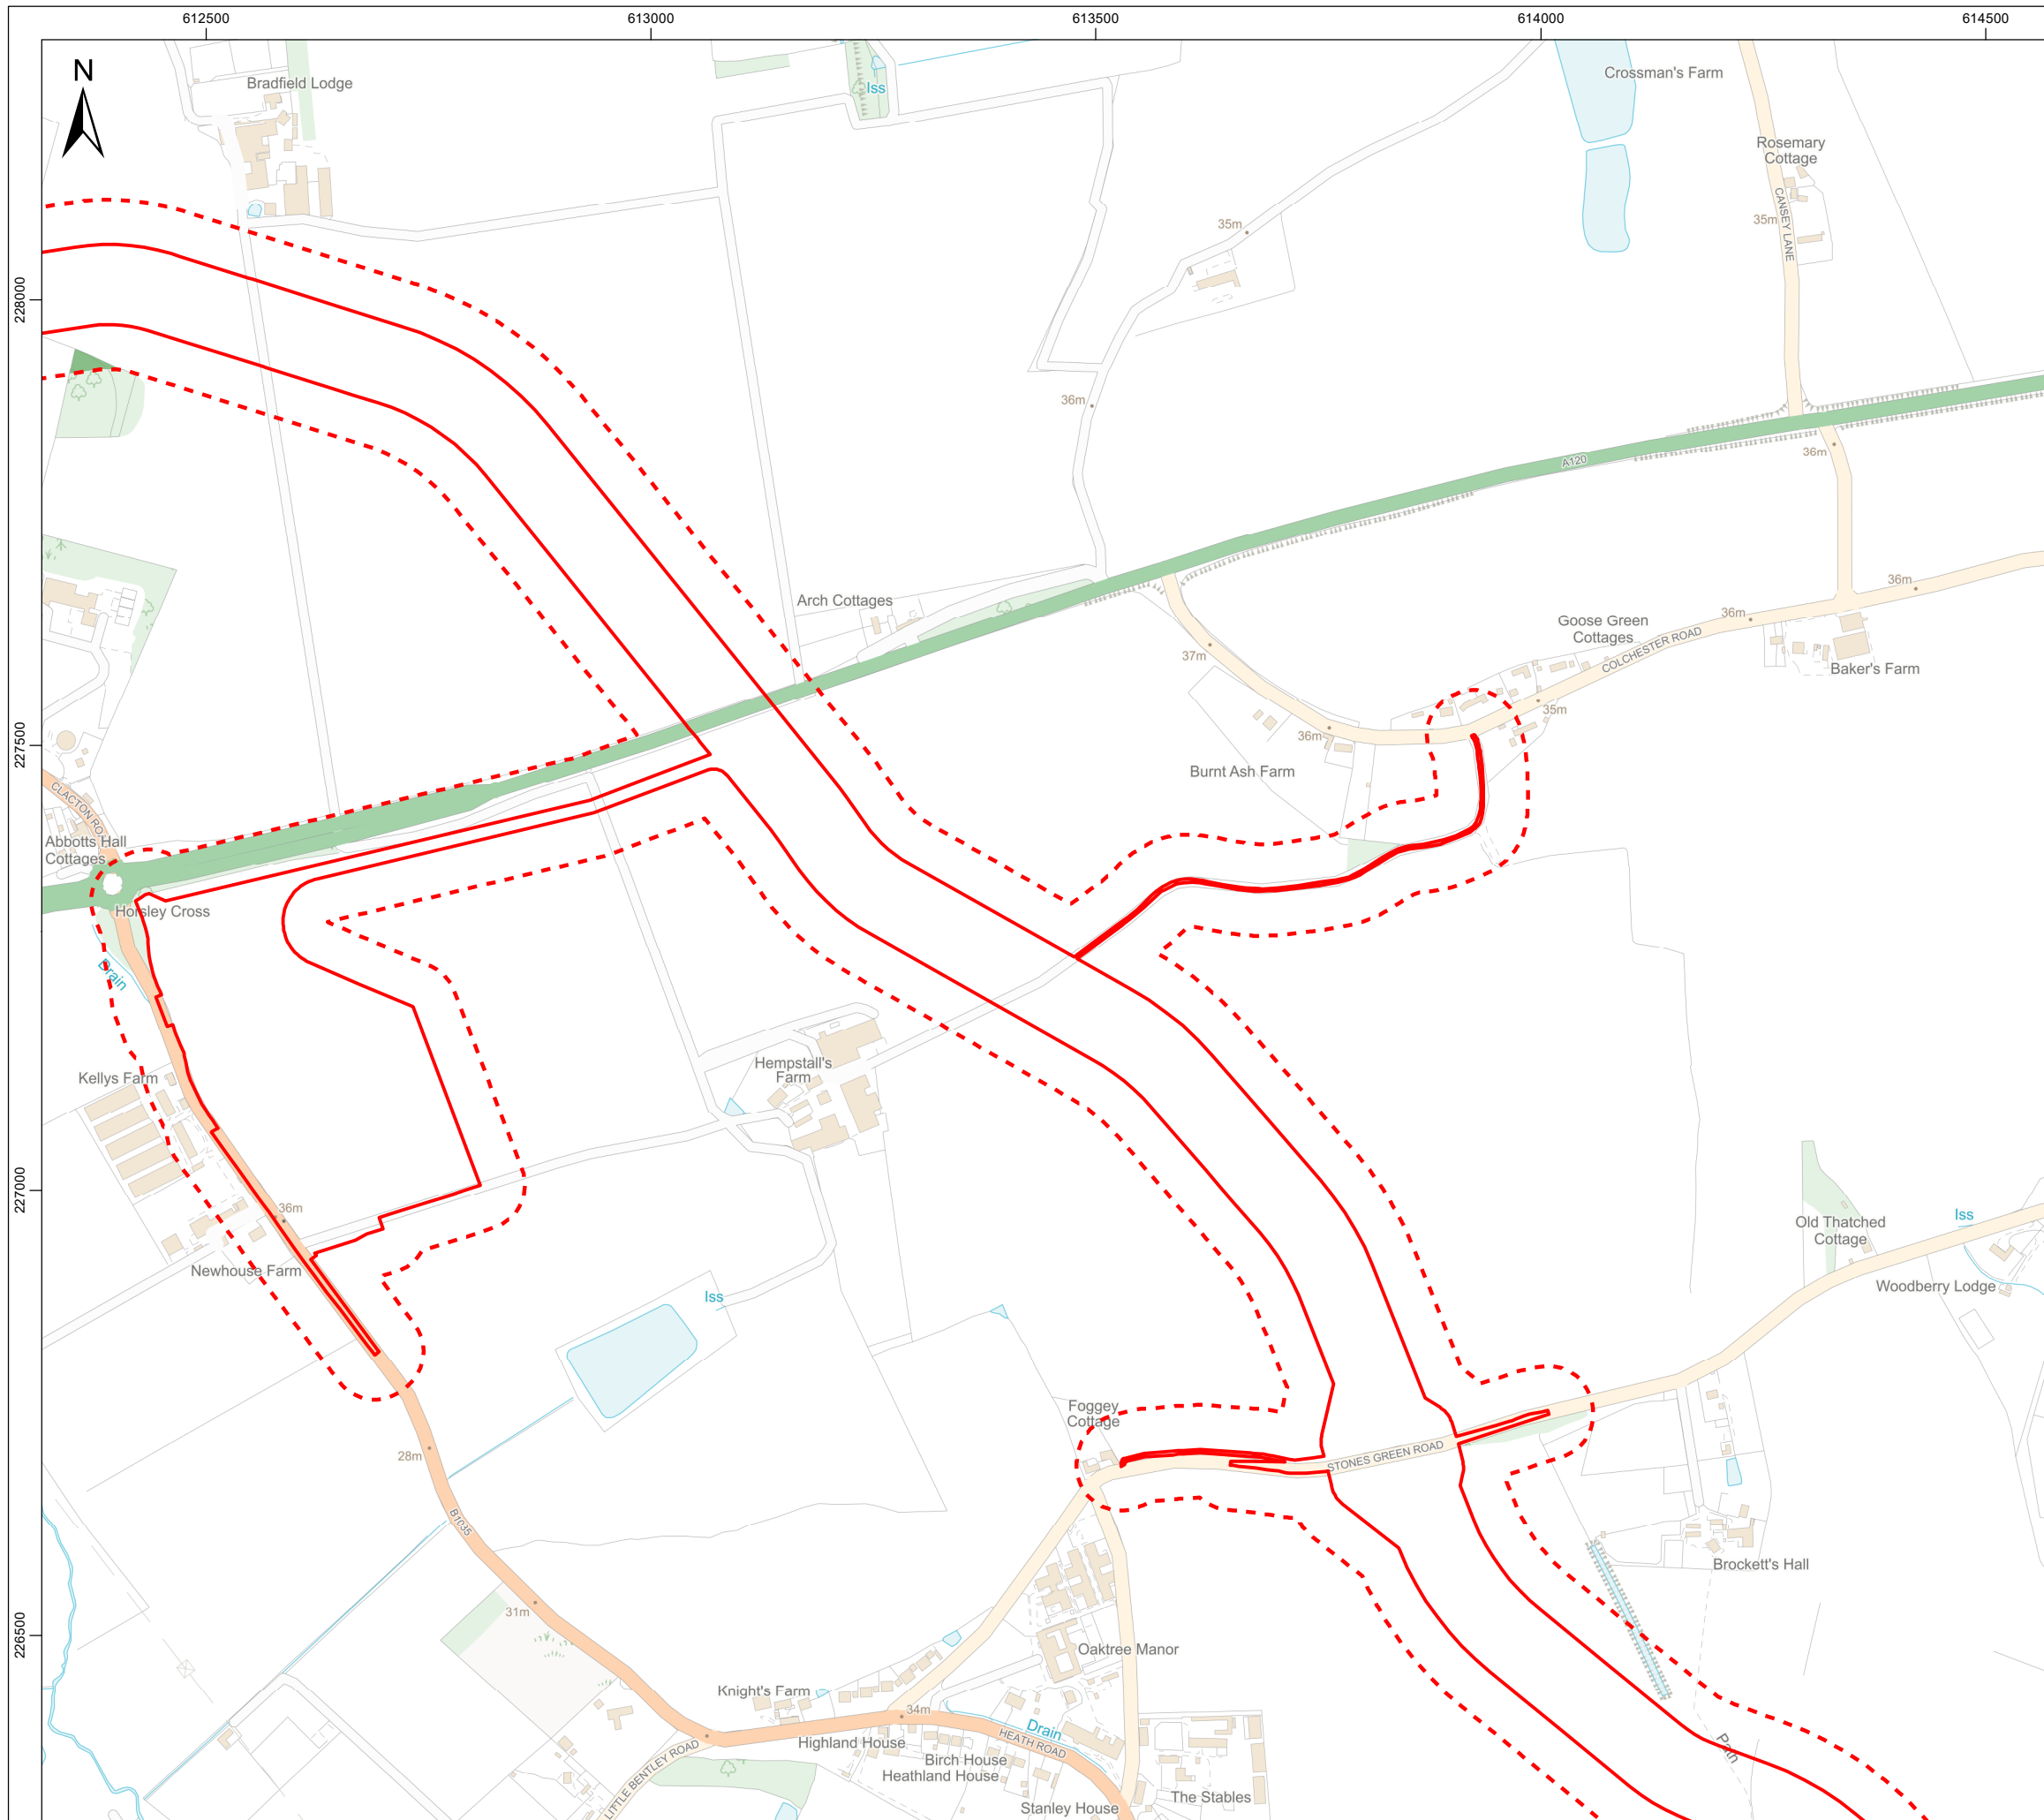 612500
613000
613500
614000
614500
N
Bradfield Lodge
Iss
Crossman's Farm
Rosemary
Cottage
CANSEY LANE
35m
35m
228000
36m
36m
A120
Arch Cottages
36m
36m
Goose Green
Cottages
COLCHESTER ROAD
37m
Baker's Farm
35m
36m
227500
Burnt Ash Farm
CLACTON ROA
Abbotts Hall
Cottages
Horsley Cross
Drain
Hempstall's
Farm
Kellys Farm
227000
36m
Old Thatched
Cottage
Iss
Newhouse Farm
Woodberry Lodge
Iss
Foggey
Cottage
28m
STONES GREEN ROAD
B1035
Brockett's Hall
31m
226500
Oaktree Manor
Knight's Farm
34m
Drain
HEATH ROAD
Highland House
Path
Birch House
Heathland House
LITTLE BENTLEY ROAD
The Stables
Stanley House